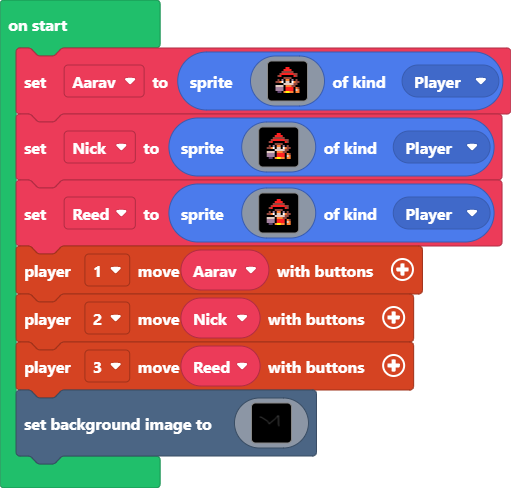 on start
set Aarav to sprite of kind Player
set Nick to sprite of kind Player
set Reed to sprite of kind Player
player 1 move Aarav with buttons
player 2 move Nick with buttons
player 3 move Reed with buttons
set background image to